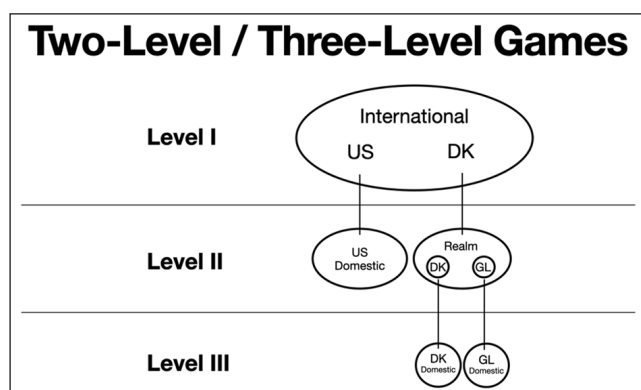 Two-Level / Three-Level Games
International
Level I
US DK
US
Domestic
Realm
Level II
DK GL
Level III
DK
Domestic
GL
Domestic